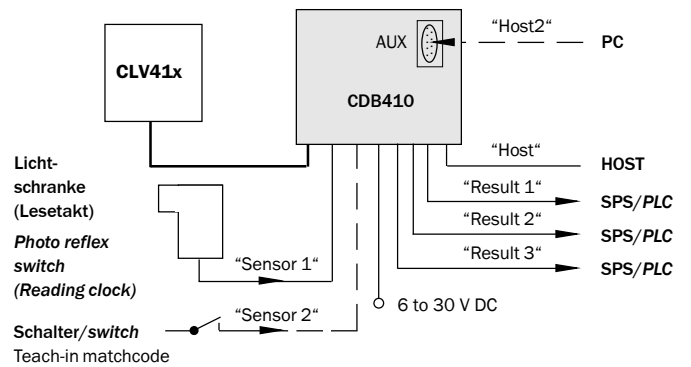 “Host2“
AUX
PC
CLV41x
CDB410
Licht-
schranke
(Lesetakt)
Photo reflex
switch
(Reading clock)
“Host“
HOST
“Result 1“
SPS/PLC
“Result 2“
SPS/PLC
“Result 3“
SPS/PLC
“Sensor 1“
6 to 30 V DC
“Sensor 2“
Schalter/switch
Teach-in matchcode